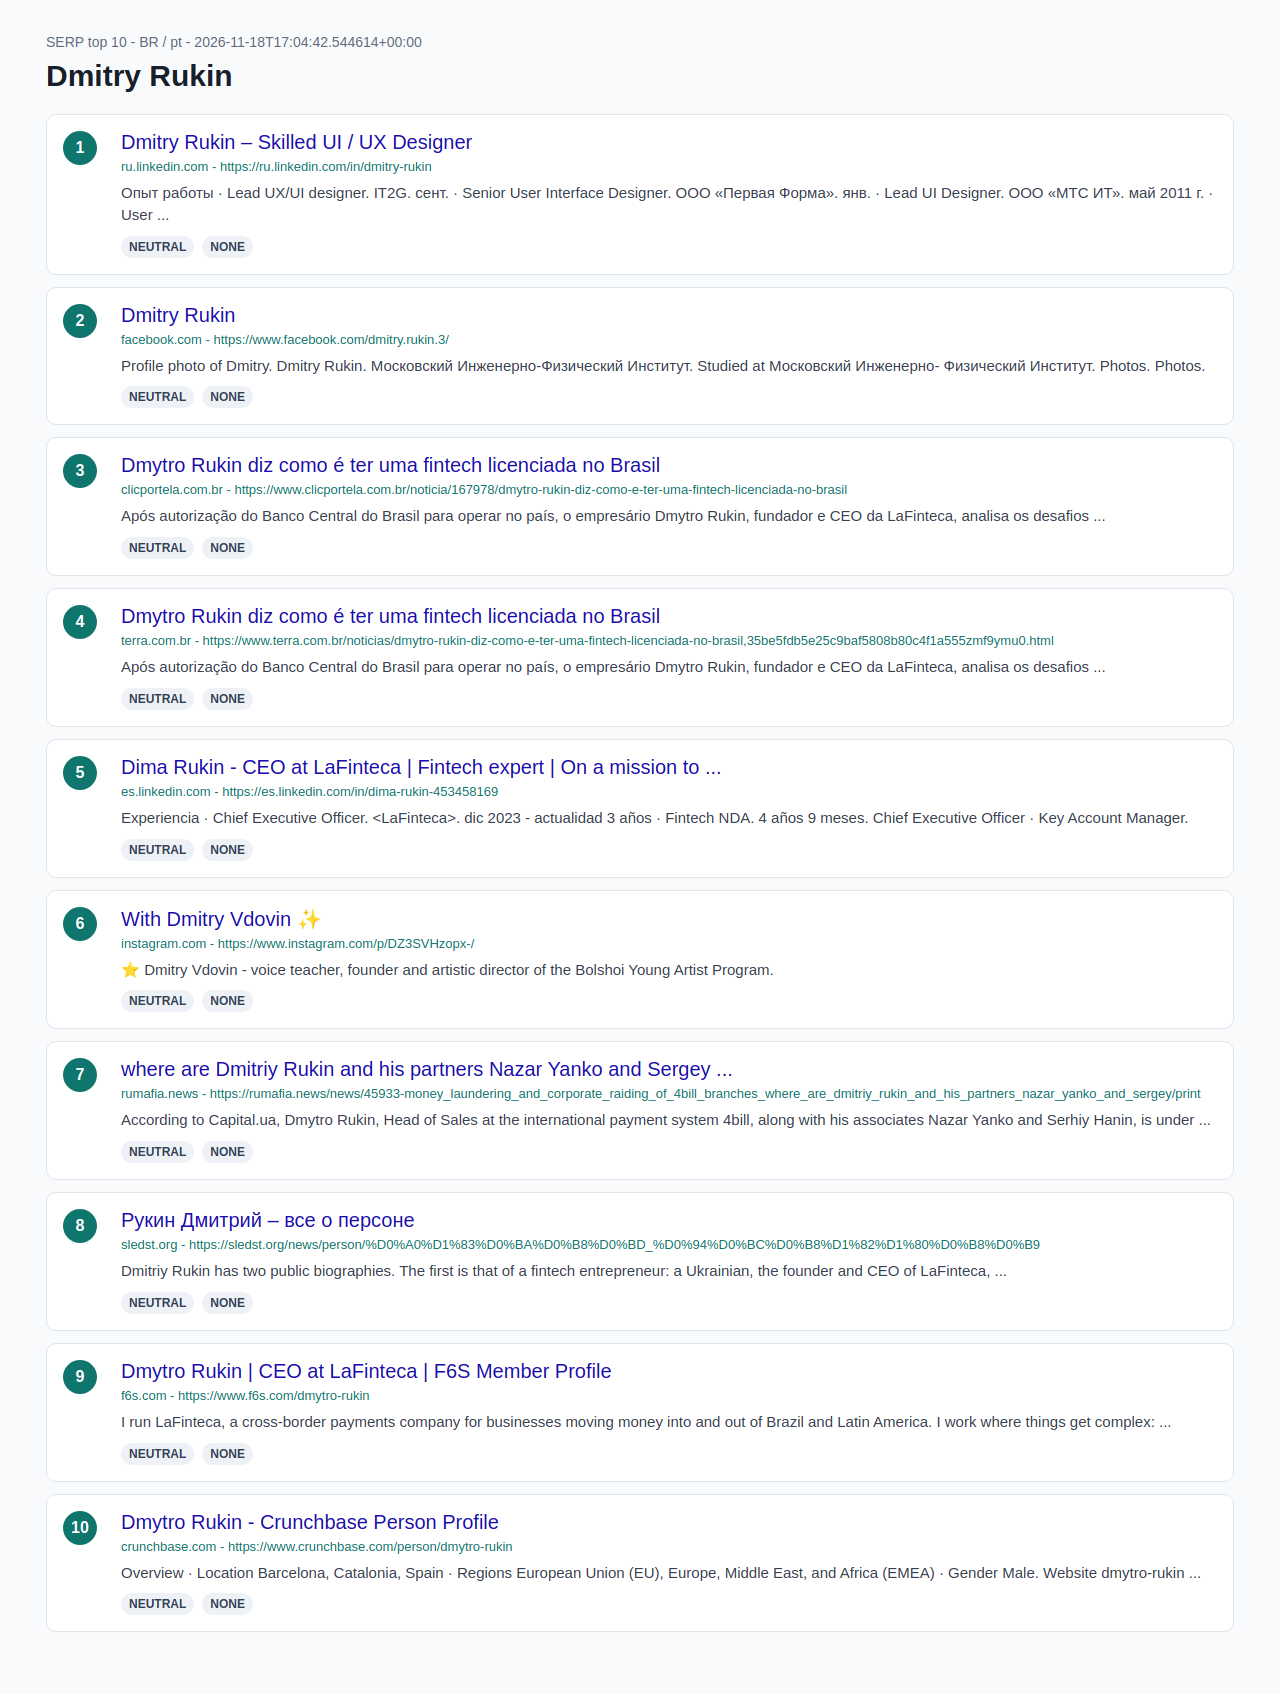 SERP top 10 - BR / pt - 2026-11-18T17:04:42.544614+00:00
Dmitry Rukin
1
Dmitry Rukin – Skilled UI / UX Designer
ru.linkedin.com - https://ru.linkedin.com/in/dmitry-rukin
Опыт работы · Lead UX/UI designer. IT2G. сент. · Senior User Interface Designer. ООО «Первая Форма». янв. · Lead UI Designer. ООО «МТС ИТ». май 2011 г. ·
User ...
NEUTRAL NONE
2
Dmitry Rukin
facebook.com - https://www.facebook.com/dmitry.rukin.3/
Profile photo of Dmitry. Dmitry Rukin. Московский Инженерно-Физический Институт. Studied at Московский Инженерно- Физический Институт. Photos. Photos.
NEUTRAL NONE
3
Dmytro Rukin diz como é ter uma fintech licenciada no Brasil
clicportela.com.br - https://www.clicportela.com.br/noticia/167978/dmytro-rukin-diz-como-e-ter-uma-fintech-licenciada-no-brasil
Após autorização do Banco Central do Brasil para operar no país, o empresário Dmytro Rukin, fundador e CEO da LaFinteca, analisa os desafios ...
NEUTRAL NONE
4
Dmytro Rukin diz como é ter uma fintech licenciada no Brasil
terra.com.br - https://www.terra.com.br/noticias/dmytro-rukin-diz-como-e-ter-uma-fintech-licenciada-no-brasil,35be5fdb5e25c9baf5808b80c4f1a555zmf9ymu0.html
Após autorização do Banco Central do Brasil para operar no país, o empresário Dmytro Rukin, fundador e CEO da LaFinteca, analisa os desafios ...
NEUTRAL NONE
5
Dima Rukin - CEO at LaFinteca | Fintech expert | On a mission to ...
es.linkedin.com - https://es.linkedin.com/in/dima-rukin-453458169
Experiencia · Chief Executive Officer. <LaFinteca>. dic 2023 - actualidad 3 años · Fintech NDA. 4 años 9 meses. Chief Executive Officer · Key Account Manager.
NEUTRAL NONE
6
With Dmitry Vdovin ✨
instagram.com - https://www.instagram.com/p/DZ3SVHzopx-/
⭐ Dmitry Vdovin - voice teacher, founder and artistic director of the Bolshoi Young Artist Program.
NEUTRAL NONE
7
where are Dmitriy Rukin and his partners Nazar Yanko and Sergey ...
rumafia.news - https://rumafia.news/news/45933-money_laundering_and_corporate_raiding_of_4bill_branches_where_are_dmitriy_rukin_and_his_partners_nazar_yanko_and_sergey/print
According to Capital.ua, Dmytro Rukin, Head of Sales at the international payment system 4bill, along with his associates Nazar Yanko and Serhiy Hanin, is under ...
NEUTRAL NONE
8
Рукин Дмитрий – все о персоне
sledst.org - https://sledst.org/news/person/%D0%A0%D1%83%D0%BA%D0%B8%D0%BD_%D0%94%D0%BC%D0%B8%D1%82%D1%80%D0%B8%D0%B9
Dmitriy Rukin has two public biographies. The first is that of a fintech entrepreneur: a Ukrainian, the founder and CEO of LaFinteca, ...
NEUTRAL NONE
9
Dmytro Rukin | CEO at LaFinteca | F6S Member Profile
f6s.com - https://www.f6s.com/dmytro-rukin
I run LaFinteca, a cross-border payments company for businesses moving money into and out of Brazil and Latin America. I work where things get complex: ...
NEUTRAL NONE
10
Dmytro Rukin - Crunchbase Person Profile
crunchbase.com - https://www.crunchbase.com/person/dmytro-rukin
Overview · Location Barcelona, Catalonia, Spain · Regions European Union (EU), Europe, Middle East, and Africa (EMEA) · Gender Male. Website dmytro-rukin ...
NEUTRAL NONE